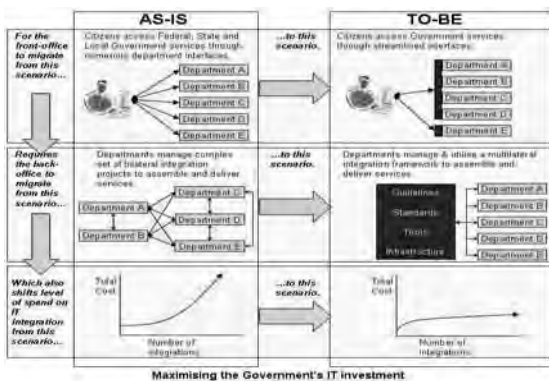 AS-IS
TO-BE
For the
front-office
to migrate
from this
scenario...
Citizens access Federal, State and
Local Government services through
numerous department interfaces.
Department A
Department B
Department C
Department D
Department E
...to this
scenario.
Citizens access Government services
through streamlined interfaces.
Department A
Department B
Department C
Department D
Department E
Requires the
back-
office to
migrate
from this
scenario...
Departments manage complex
set of bilateral integration
projects to assemble and
deliver services.
Department A
Department B
Department C
Department D
Department E
...to this
scenario.
Departments manage & utilise a multilateral
integration framework to assemble and
deliver services.
Guidelines
Standards
Tools
Infrastructure
Department A
Department B
Department C
Department D
Department E
Which also
shifts level
of spend on
IT
integration
from this
scenario...
Total
Cost
Number of
integrations
...to this
scenario.
Total
Cost
Number of
integrations.
Maximising the Government's IT investment